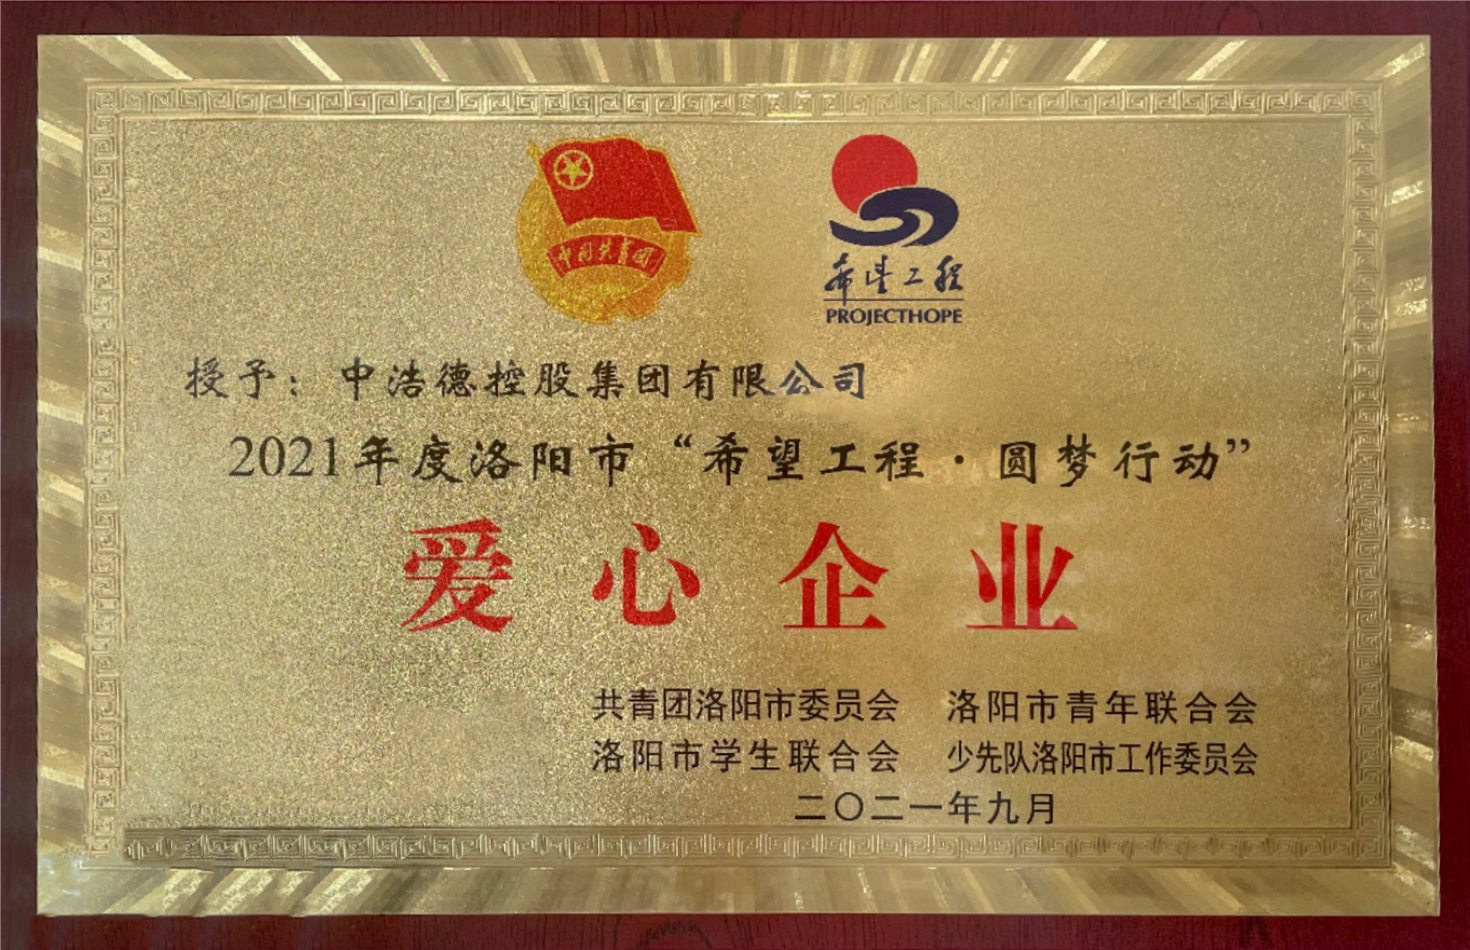 中国共青团
希望工程
PROJECTHOPE
授予：中浩德控股集团有限公司
2021年度洛阳市“希望工程·圆梦行动”
爱心企业
共青团洛阳市委员会 洛阳市青年联合会
洛阳市学生联合会 少先队洛阳市工作委员会
二〇二一年九月